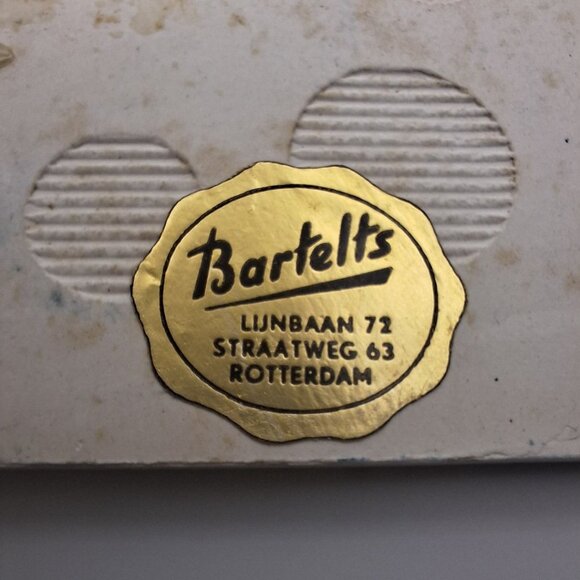 Bartelts
LIJNBAAN 72
STRAATWEG 63
ROTTERDAM